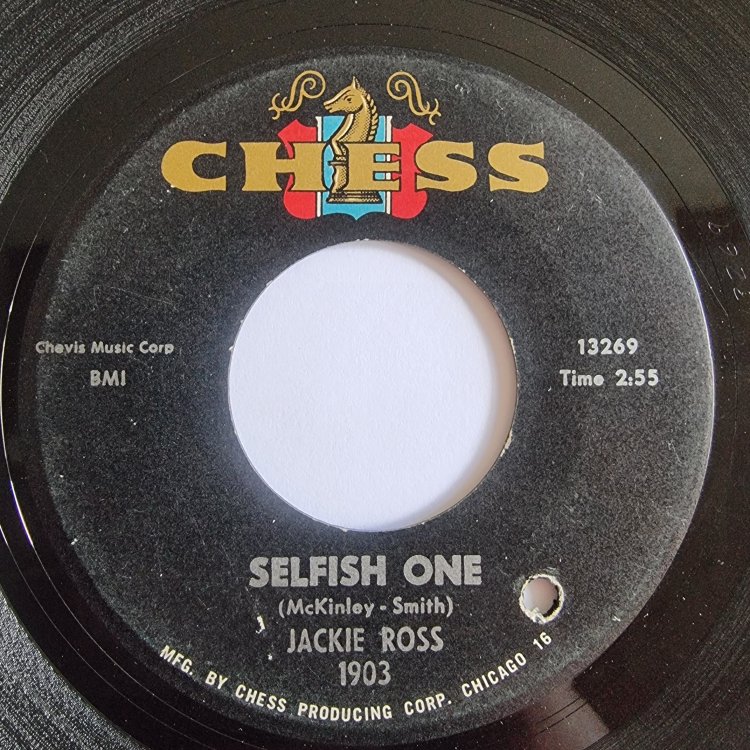 CHESS
Chevis Music Corp
BMI
13269
Time 2:55
SELFISH ONE
(McKinley - Smith)
JACKIE ROSS
1903
MFG. BY CHESS PRODUCING CORP. CHICAGO 16